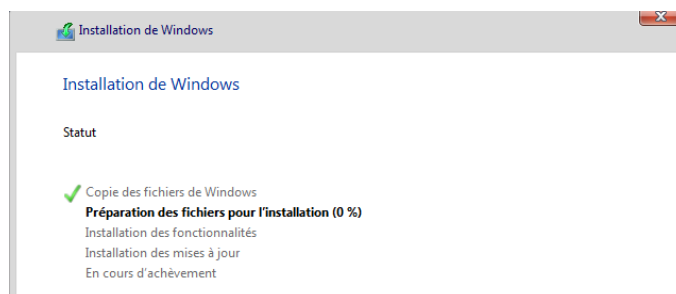 Installation de Windows
Installation de Windows
Statut
Copie des fichiers de Windows
Préparation des fichiers pour l'installation (0 %)
Installation des fonctionnalités
Installation des mises à jour
En cours d'achèvement